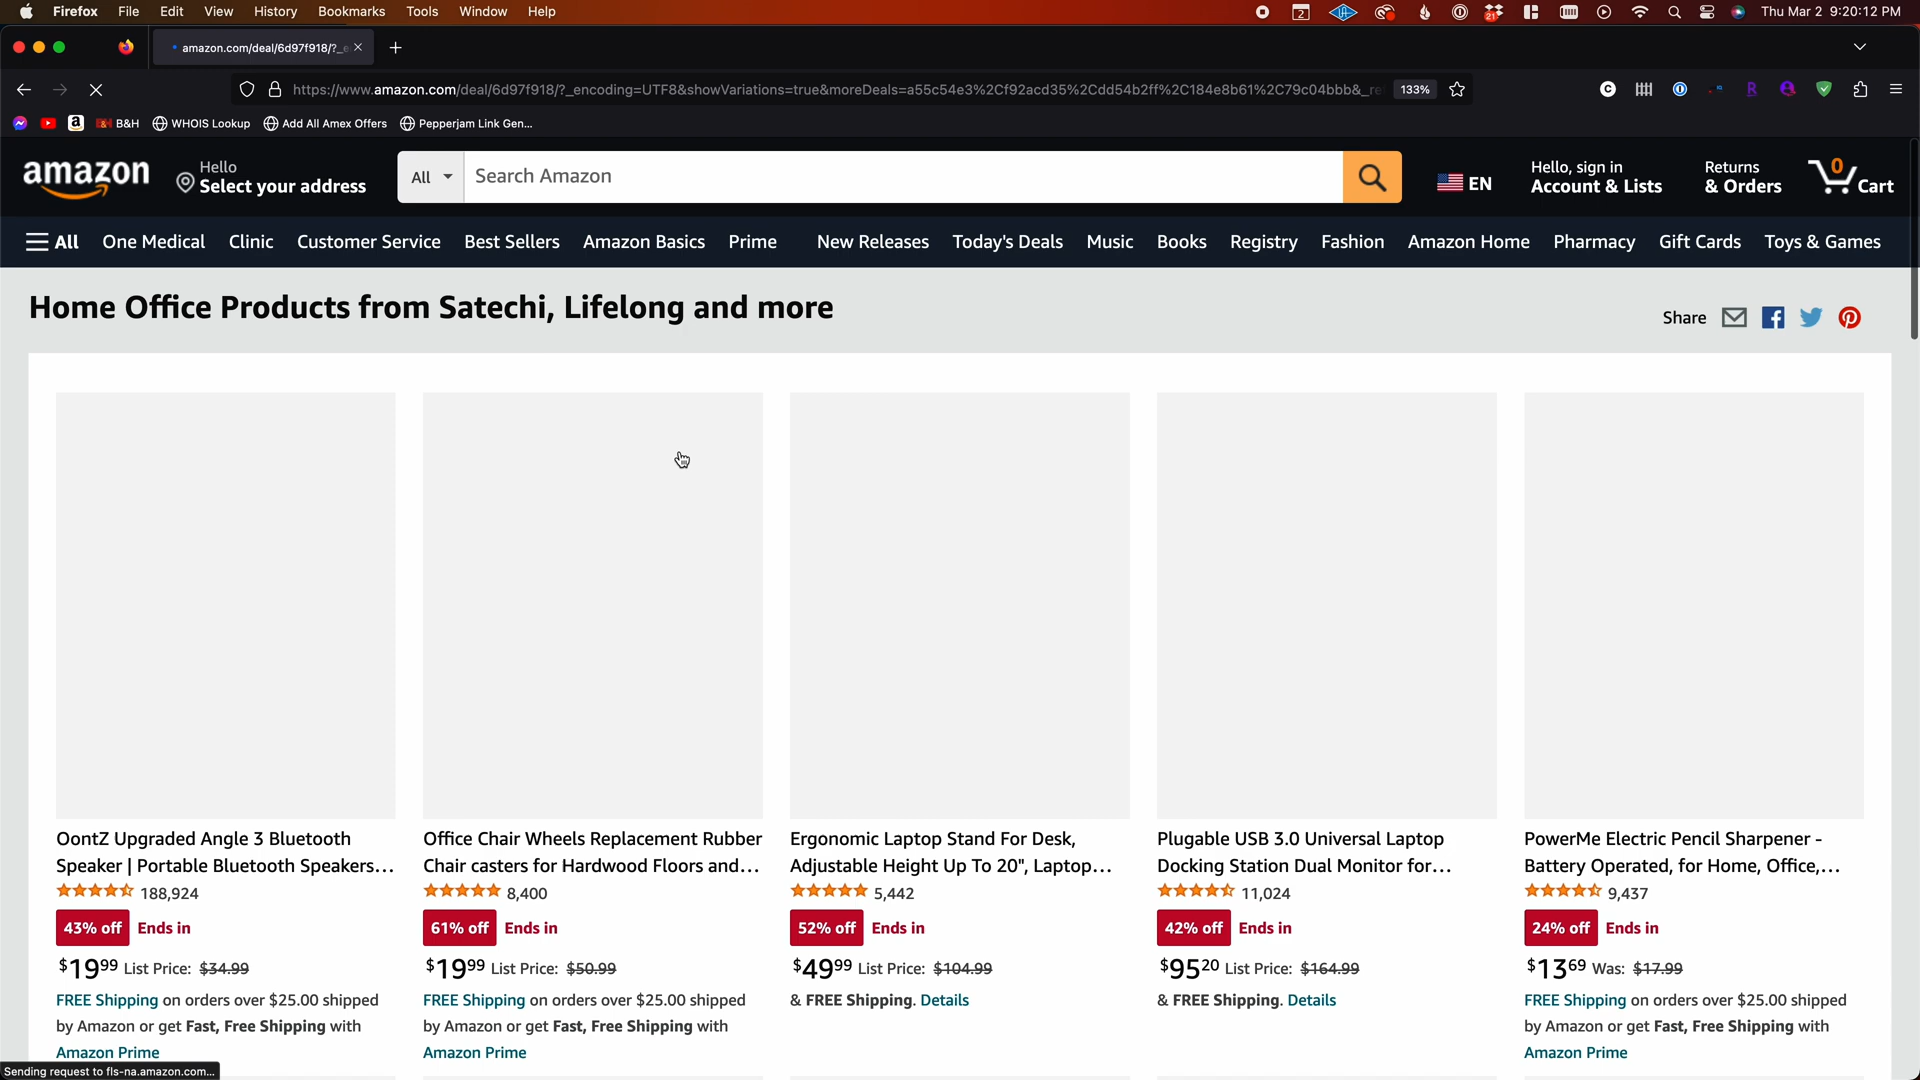 Firefox File Edit View History Bookmarks Tools Window Help
2
21
Thu Mar 2 9:20:12 PM
amazon.com/deal/6d97f918/?_e
https://www.amazon.com/deal/6d97f918/?_encoding=UTF8&showVariations=true&moreDeals=a55c54e3%2Cf92acd35%2Cdd54b2ff%2C184e8b61%2C79c04bbb&_re
133%
B&H WHOIS Lookup Add All Amex Offers Pepperjam Link Gen...
amazon
Hello
Select your address
All
Search Amazon
EN
Hello, sign in
Account & Lists
Returns
& Orders
0
Cart
All One Medical Clinic Customer Service Best Sellers Amazon Basics Prime New Releases Today's Deals Music Books Registry Fashion Amazon Home Pharmacy Gift Cards Toys & Games
Home Office Products from Satechi, Lifelong and more
Share
OontZ Upgraded Angle 3 Bluetooth
Speaker | Portable Bluetooth Speakers...
188,924
43% off Ends in
$1999 List Price: $34.99
FREE Shipping on orders over $25.00 shipped
by Amazon or get Fast, Free Shipping with
Amazon Prime
Office Chair Wheels Replacement Rubber
Chair casters for Hardwood Floors and...
8,400
61% off Ends in
$1999 List Price: $50.99
FREE Shipping on orders over $25.00 shipped
by Amazon or get Fast, Free Shipping with
Amazon Prime
Ergonomic Laptop Stand For Desk,
Adjustable Height Up To 20", Laptop...
5,442
52% off Ends in
$4999 List Price: $104.99
& FREE Shipping. Details
Plugable USB 3.0 Universal Laptop
Docking Station Dual Monitor for...
11,024
42% off Ends in
$9520 List Price: $164.99
& FREE Shipping. Details
PowerMe Electric Pencil Sharpener -
Battery Operated, for Home, Office,...
9,437
24% off Ends in
$1369 Was: $17.99
FREE Shipping on orders over $25.00 shipped
by Amazon or get Fast, Free Shipping with
Amazon Prime
Sending request to fls-na.amazon.com...